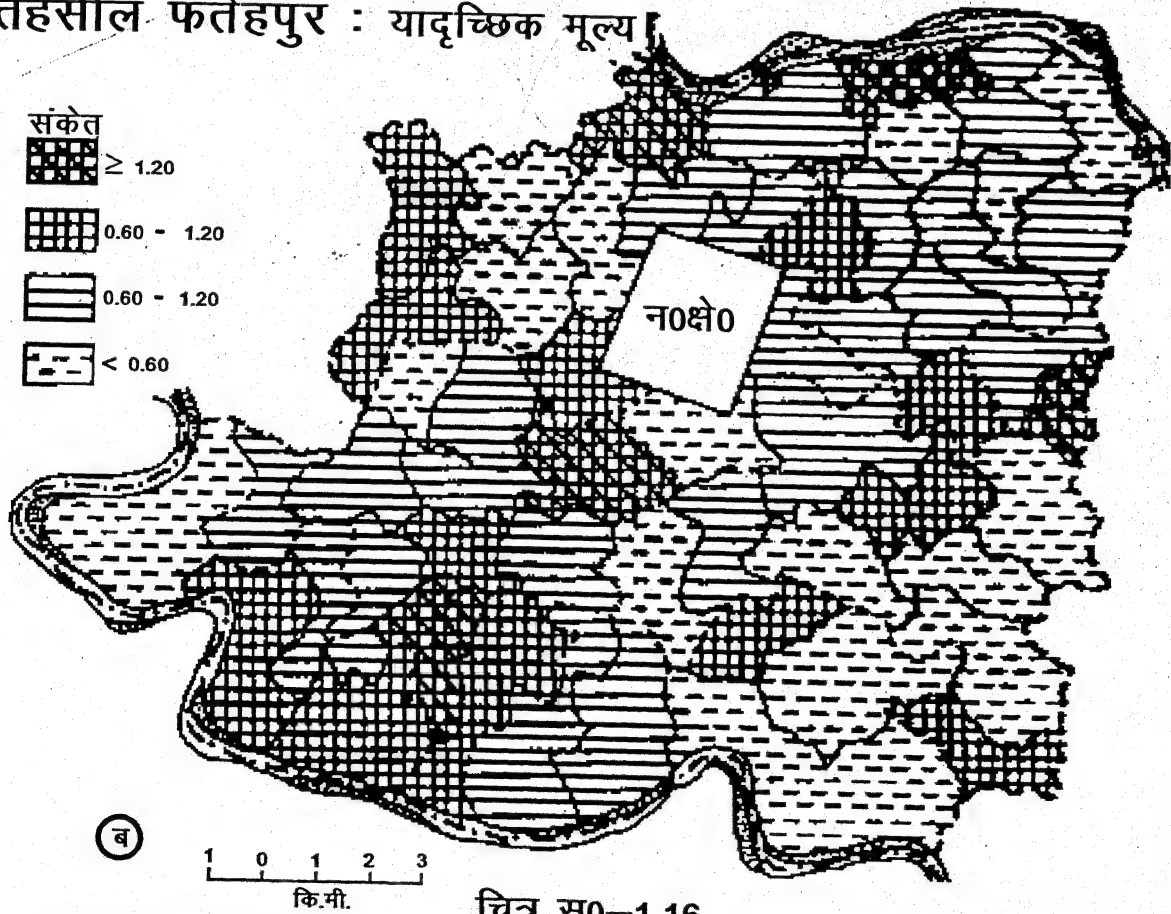 तहसील फतेहपुर : यादृच्छिक मूल्य
संकेत
≥ 1.20
0.60 - 1.20
0.60 - 1.20
< 0.60
न0क्षे0
ब
1 0 1 2 3
कि.मी.
चित्र स0–1.16